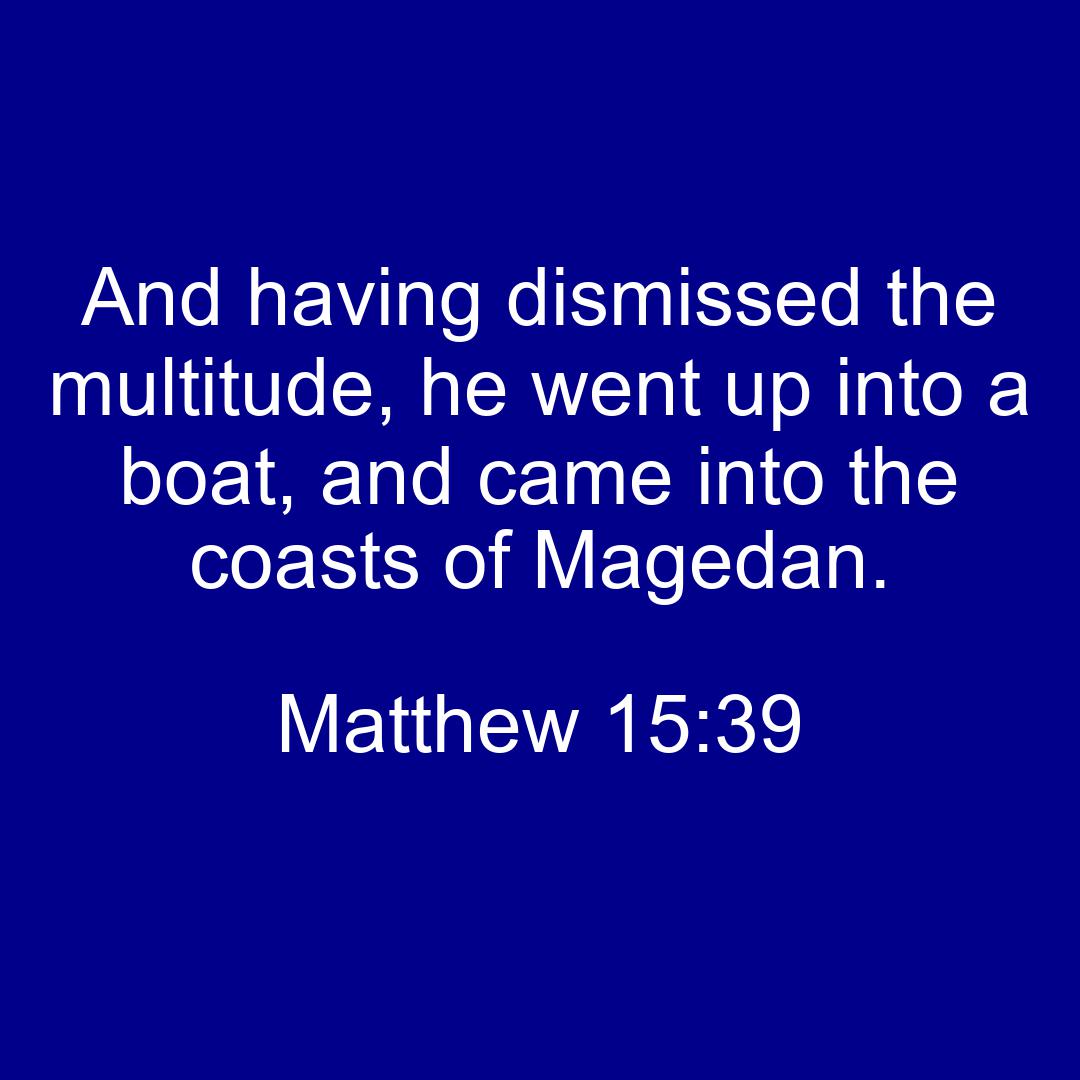 And having dismissed the
multitude, he went up into a
boat, and came into the
coasts of Magedan.
Matthew 15:39